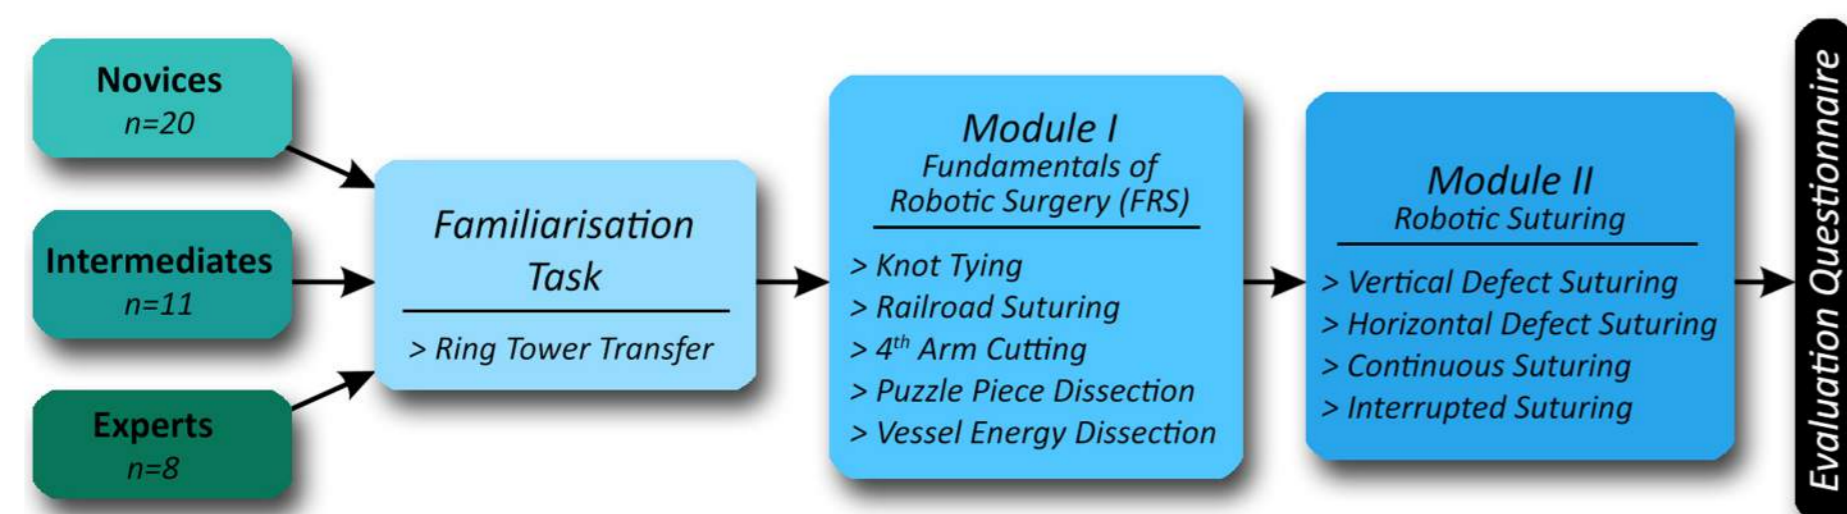 Novices
n=20
Intermediates
n=11
Experts
n=8
Familiarisation
Task
> Ring Tower Transfer
Module I
Fundamentals of
Robotic Surgery (FRS)
> Knot Tying
> Railroad Suturing
> 4th Arm Cutting
> Puzzle Piece Dissection
> Vessel Energy Dissection
Module II
Robotic Suturing
> Vertical Defect Suturing
> Horizontal Defect Suturing
> Continuous Suturing
> Interrupted Suturing
Evaluation Questionnaire